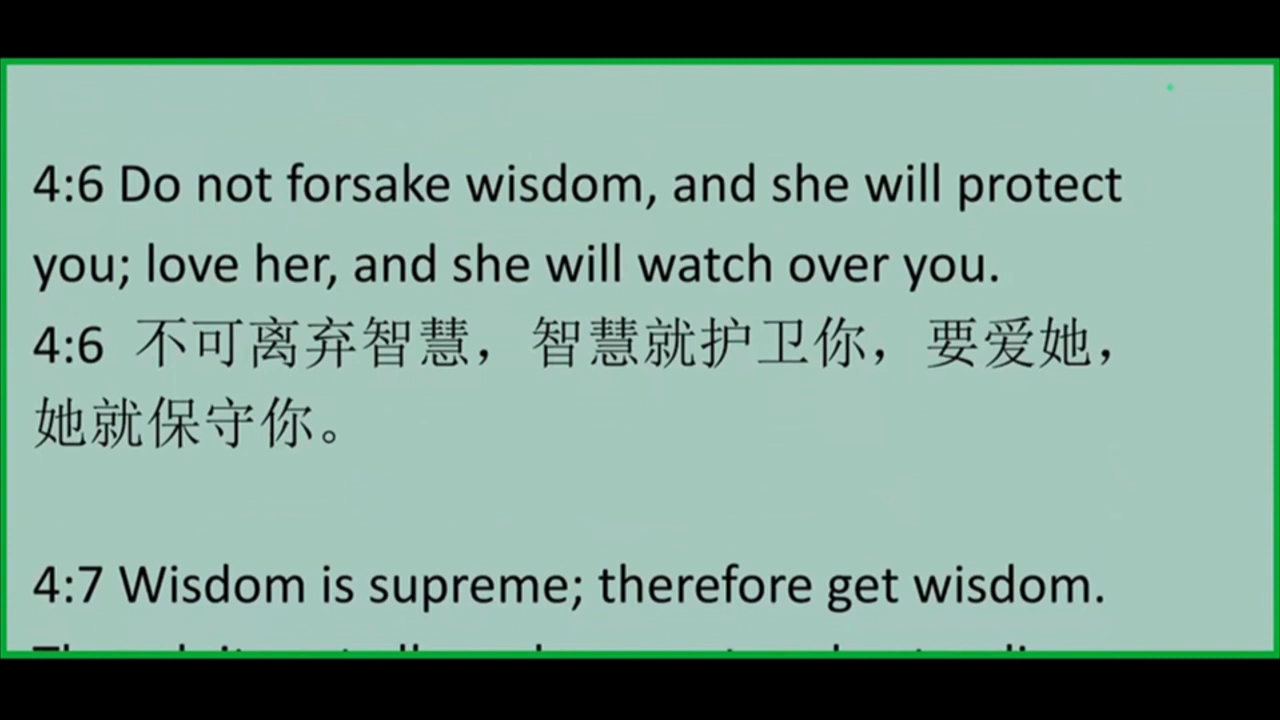 4:6 Do not forsake wisdom, and she will protect
you; love her, and she will watch over you.
4:6 不可离弃智慧，智慧就护卫你，要爱她，
她就保守你。
4:7 Wisdom is supreme; therefore get wisdom.